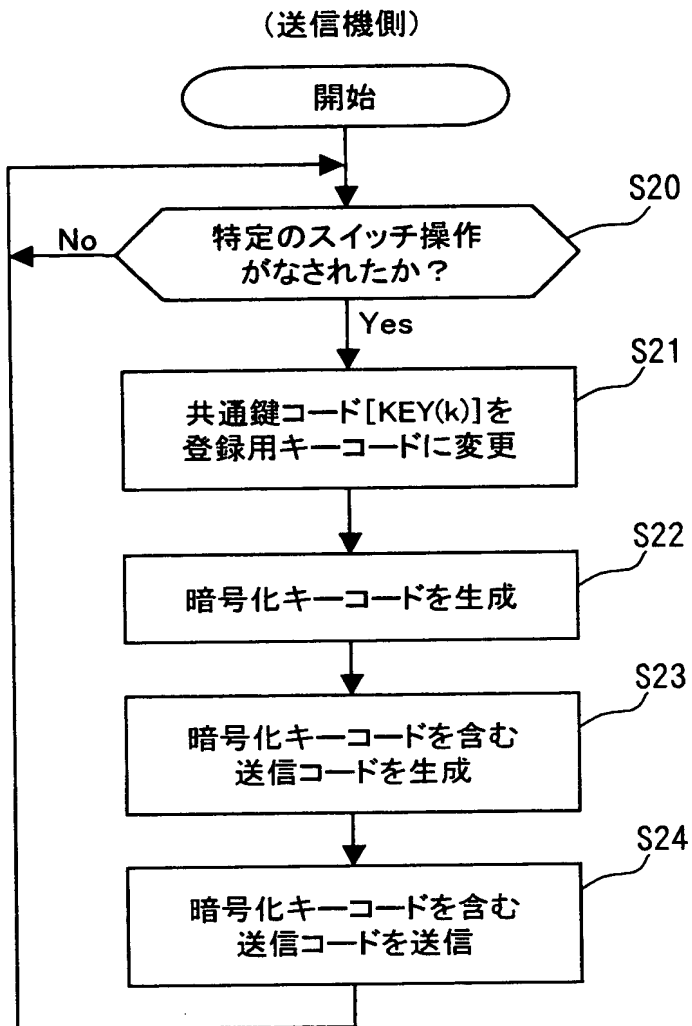 (送信機側)
開始
S20
No
特定のスイッチ操作
がなされたか?
Yes
S21
共通鍵コード[KEY(k)]を
登録用キーコードに変更
S22
暗号化キーコードを生成
S23
暗号化キーコードを含む
送信コードを生成
S24
暗号化キーコードを含む
送信コードを送信